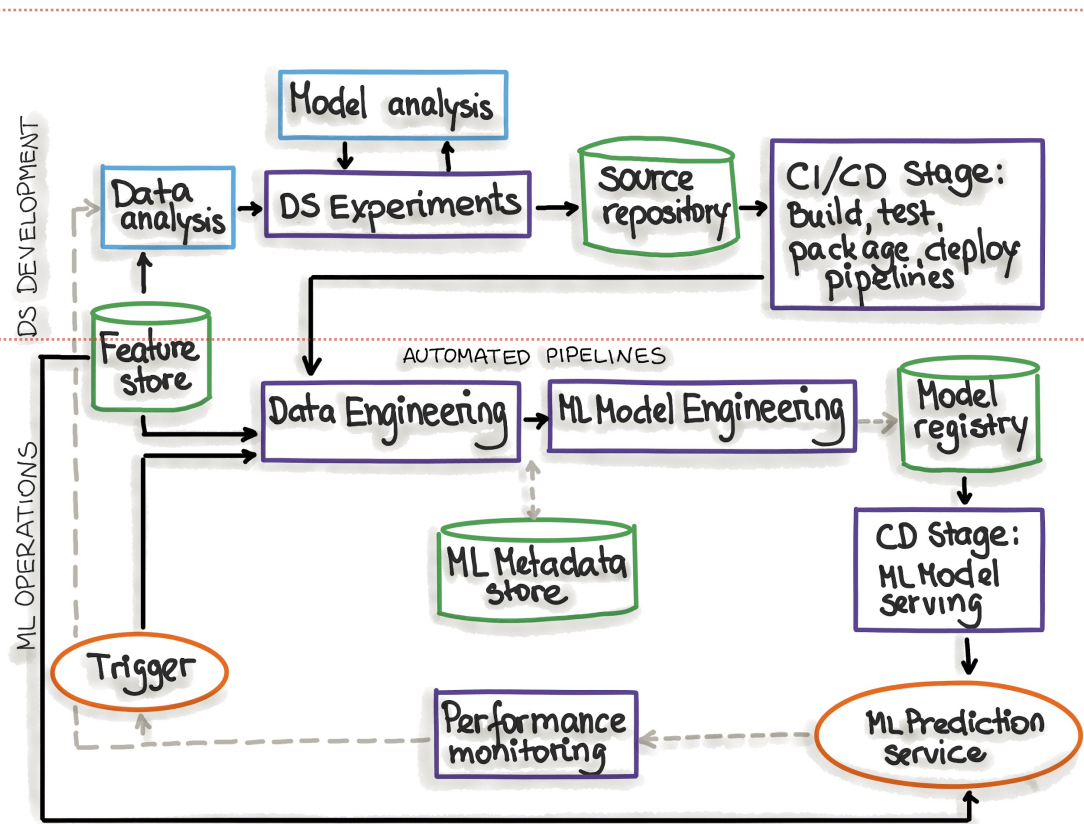 DS DEVELOPMENT
Model analysis
Data
analysis
DS Experiments
Source
repository
CI/CD Stage:
Build, test,
package, deploy
pipelines
Feature
store
AUTOMATED PIPELINES
ML OPERATIONS
Data Engineering
ML Model Engineering
Model
registry
ML Metadata
store
CD Stage:
ML Model
serving
Trigger
Performance
monitoring
ML Prediction
service